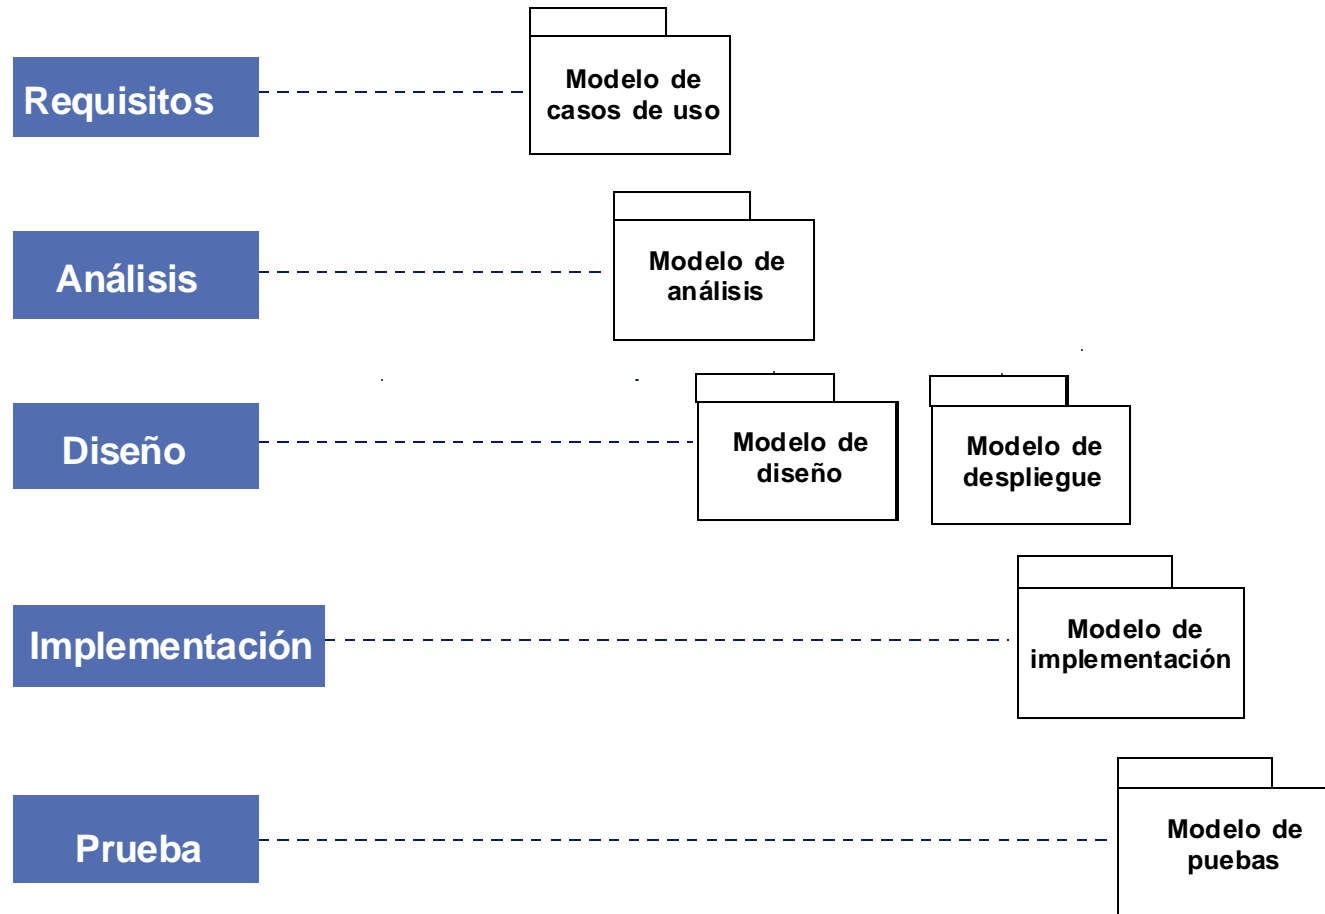 Requisitos
Modelo de
casos de uso
Análisis
Modelo de
análisis
Diseño
Modelo de
diseño
Modelo de
despliegue
Implementación
Modelo de
implementación
Prueba
Modelo de
puebas